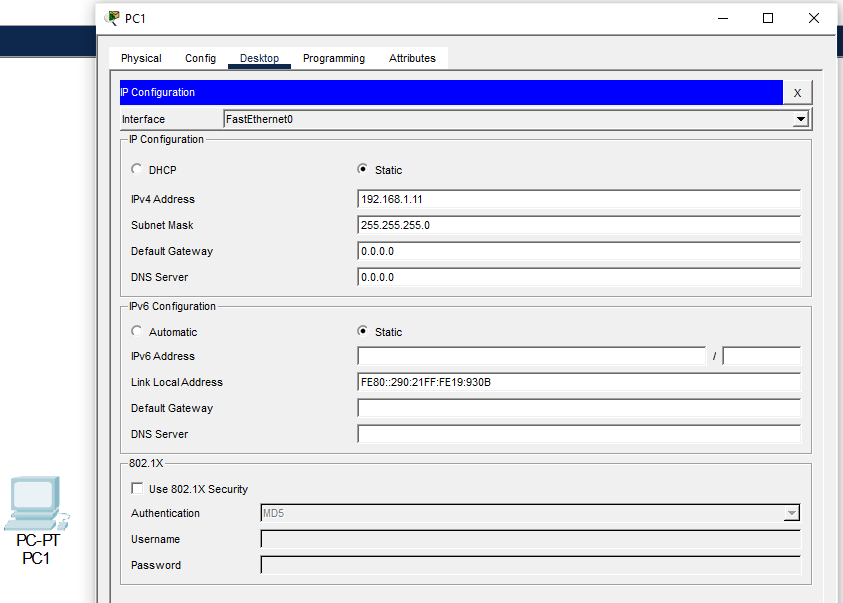 PC1
Physical Config Desktop Programming Attributes
IP Configuration X
Interface FastEthernet0
IP Configuration
DHCP Static
IPv4 Address 192.168.1.11
Subnet Mask 255.255.255.0
Default Gateway 0.0.0.0
DNS Server 0.0.0.0
IPv6 Configuration
Automatic Static
IPv6 Address /
Link Local Address FE80::290:21FF:FE19:930B
Default Gateway
DNS Server
802.1X
Use 802.1X Security
Authentication MD5
Username
Password
PC-PT
PC1